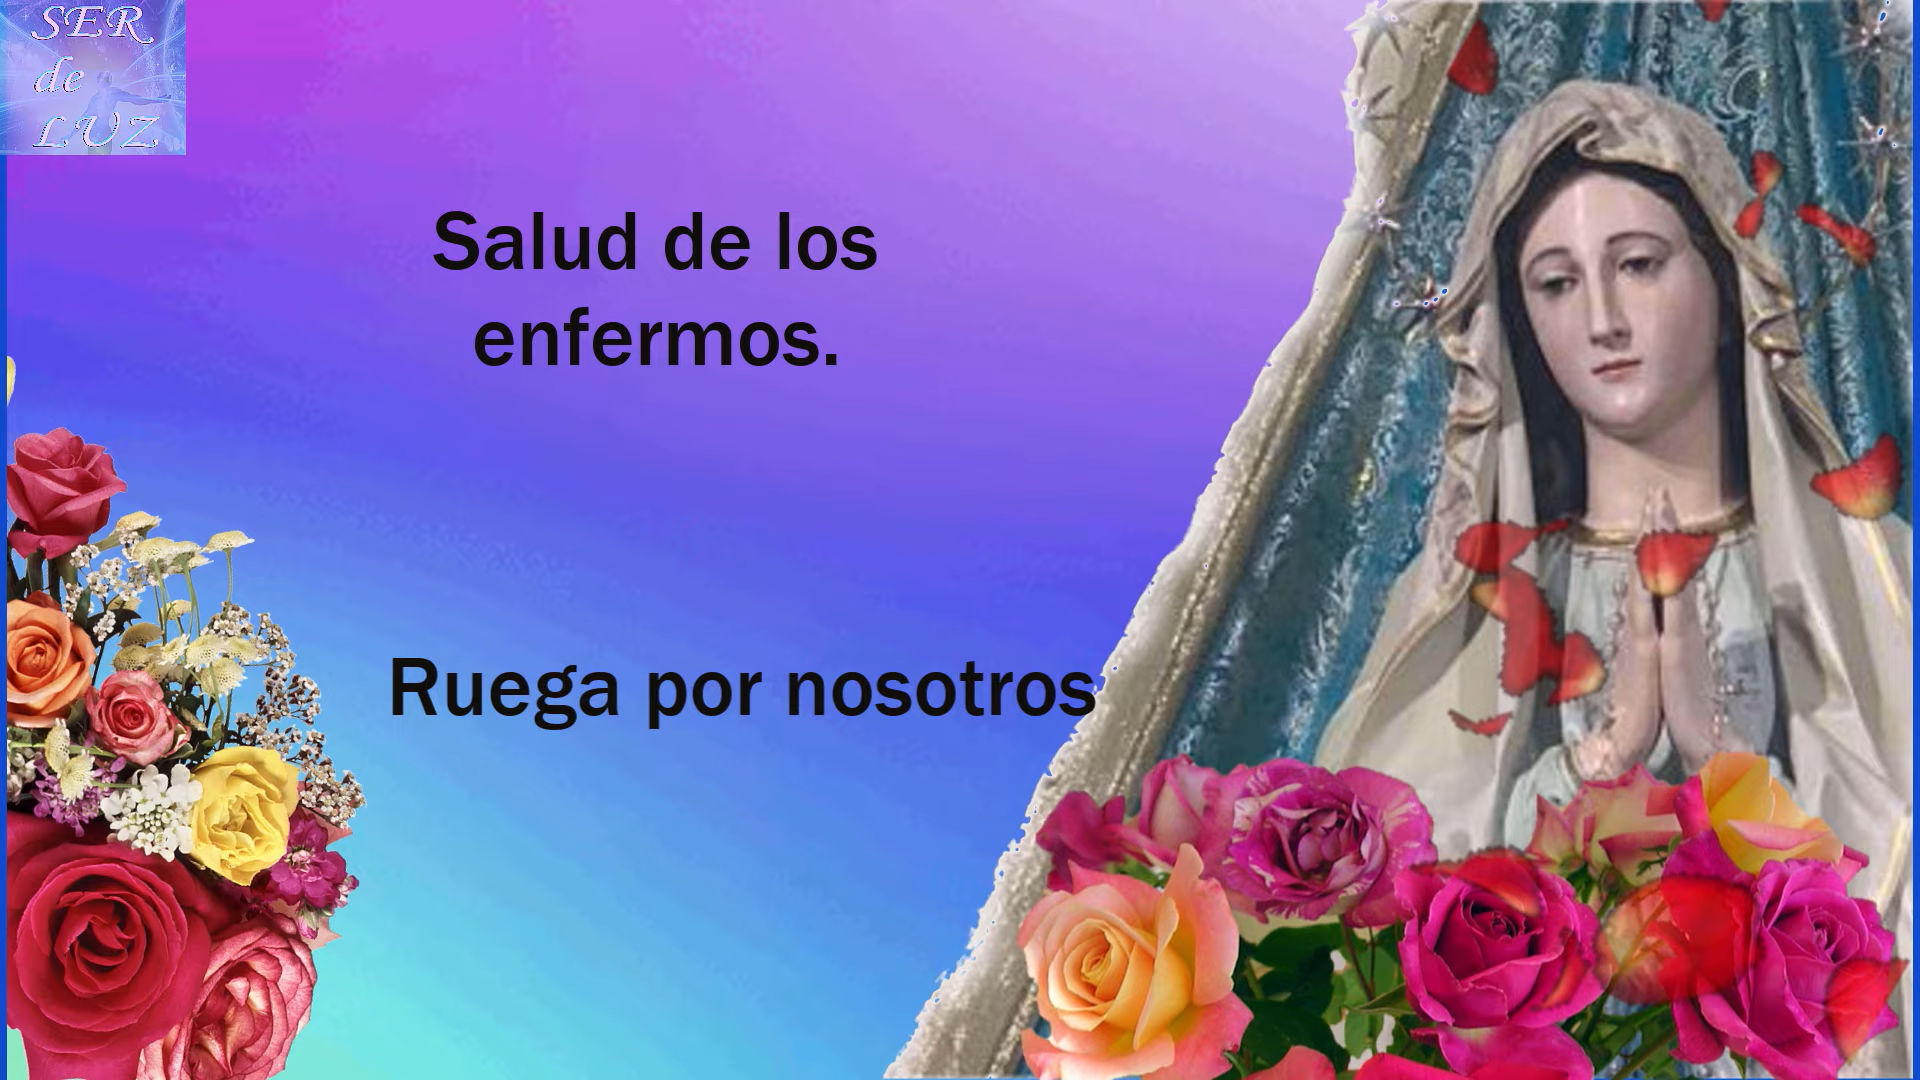 SER
de
LUZ
Salud de los
enfermos.
Ruega por nosotros